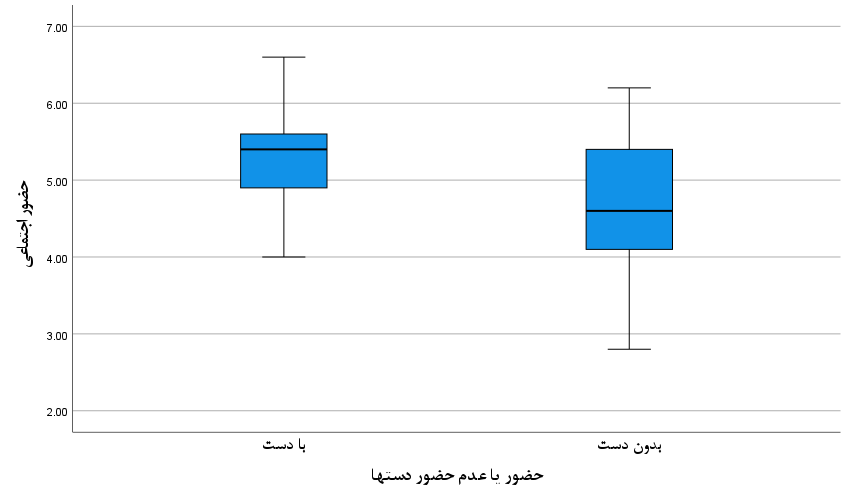 7.00
6.00
5.00
4.00
3.00
2.00
حضور اجتماعی
با دست
بدون دست
حضور یا عدم حضور دستها